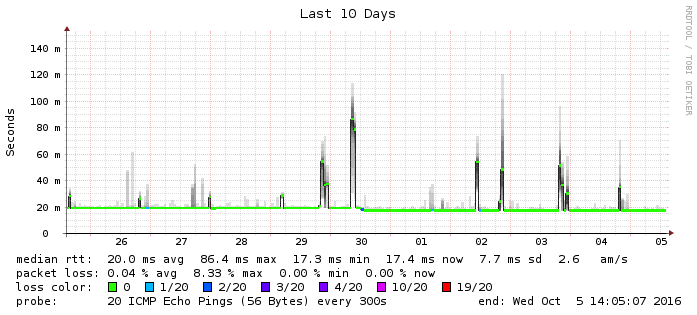 Last 10 Days
RRDTOOL / TOBI OETIKER
Seconds
140 m
120 m
100 m
80 m
60 m
40 m
20 m
0
26 27 28 29 30 01 02 03 04 05
median rtt: 20.0 ms avg 86.4 ms max 17.3 ms min 17.4 ms now 7.7 ms sd 2.6 am/s
packet loss: 0.04 % avg 8.33 % max 0.00 % min 0.00 % now
loss color: 0 1/20 2/20 3/20 4/20 10/20 19/20
probe: 20 ICMP Echo Pings (56 Bytes) every 300s end: Wed Oct 5 14:05:07 2016